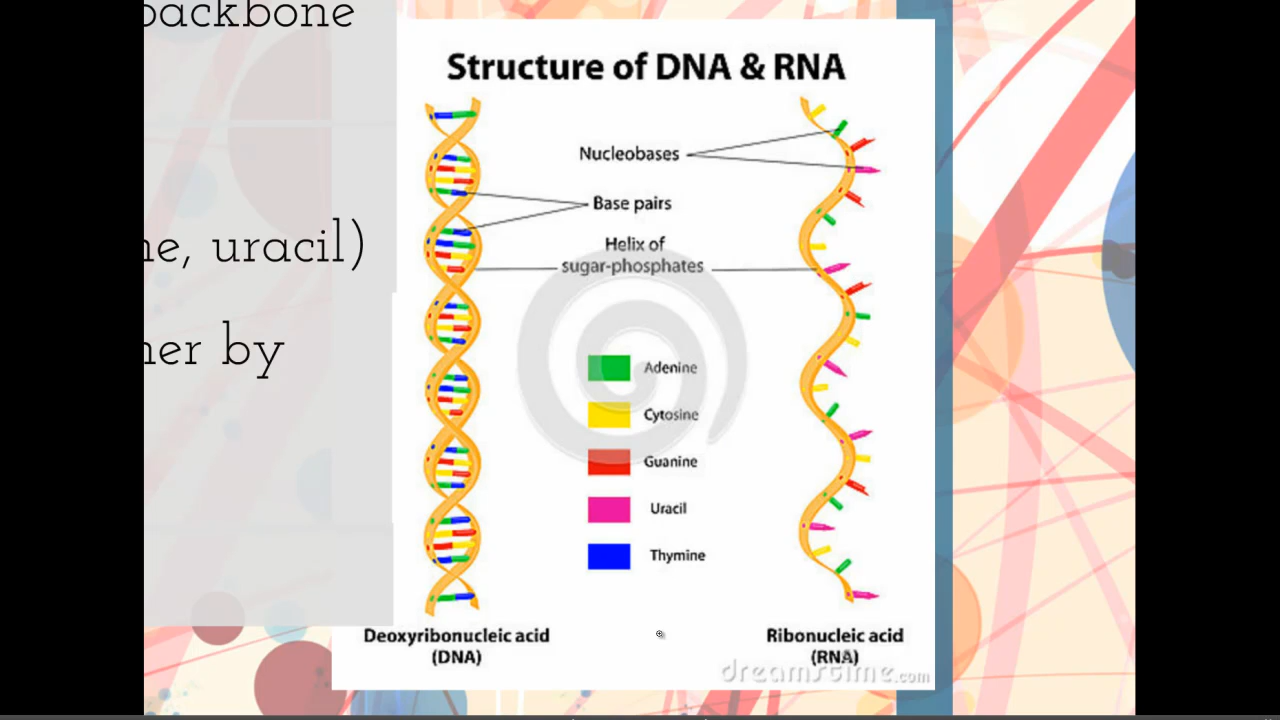 backbone
ne, uracil)
her by
Structure of DNA & RNA
Nucleobases
Base pairs
Helix of
sugar-phosphates
Adenine
Cytosine
Guanine
Uracil
Thymine
Deoxyribonucleic acid
(DNA)
Ribonucleic acid
(RNA)
dreamstime.com